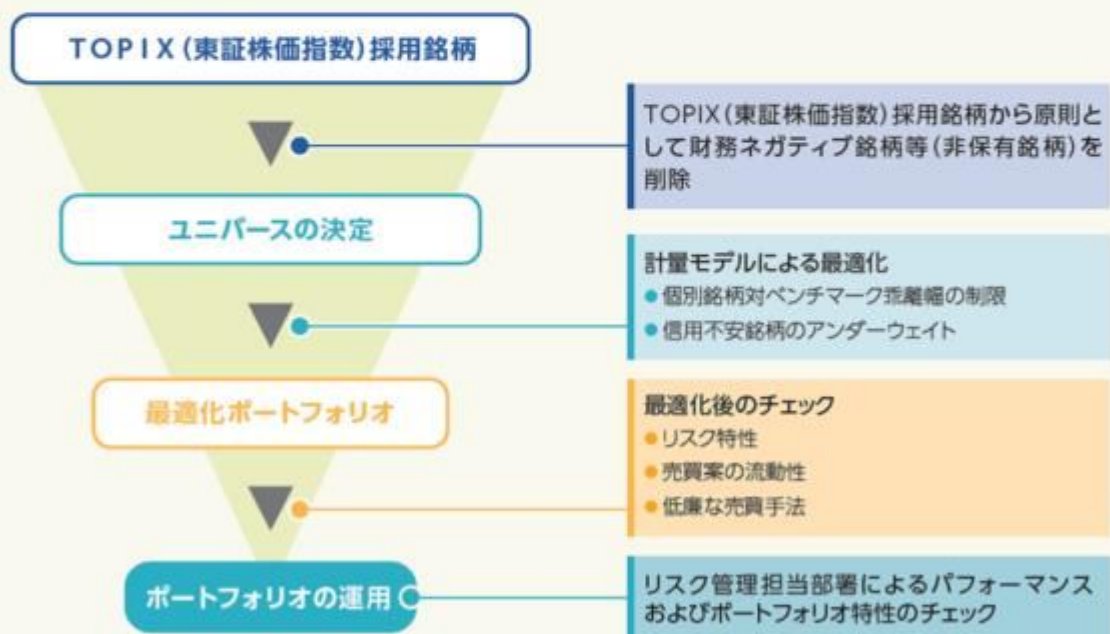 TOPIX(東証株価指数)採用銘柄
TOPIX(東証株価指数)採用銘柄から原則と
して財務ネガティブ銘柄等(非保有銘柄)を
削除
ユニバースの決定
計量モデルによる最適化
●個別銘柄対ベンチマーク乖離幅の制限
●信用不安銘柄のアンダーウェイト
最適化ポートフォリオ
最適化後のチェック
●リスク特性
●売買案の流動性
●低廉な売買手法
ポートフォリオの運用
リスク管理担当部署によるパフォーマンス
およびポートフォリオ特性のチェック